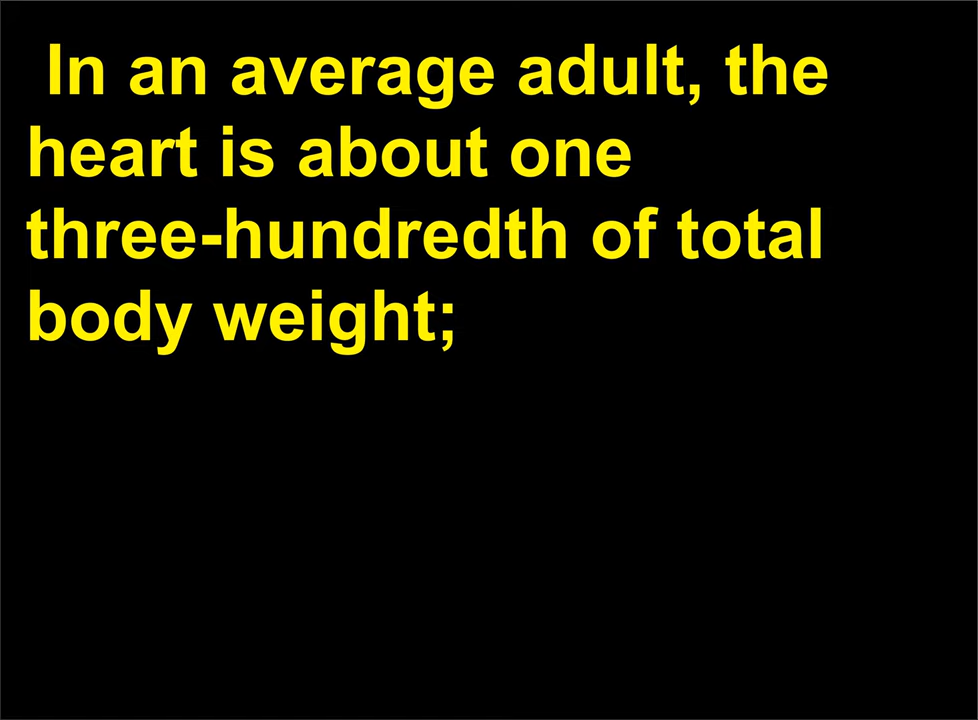 In an average adult, the
heart is about one
three-hundredth of total
body weight;